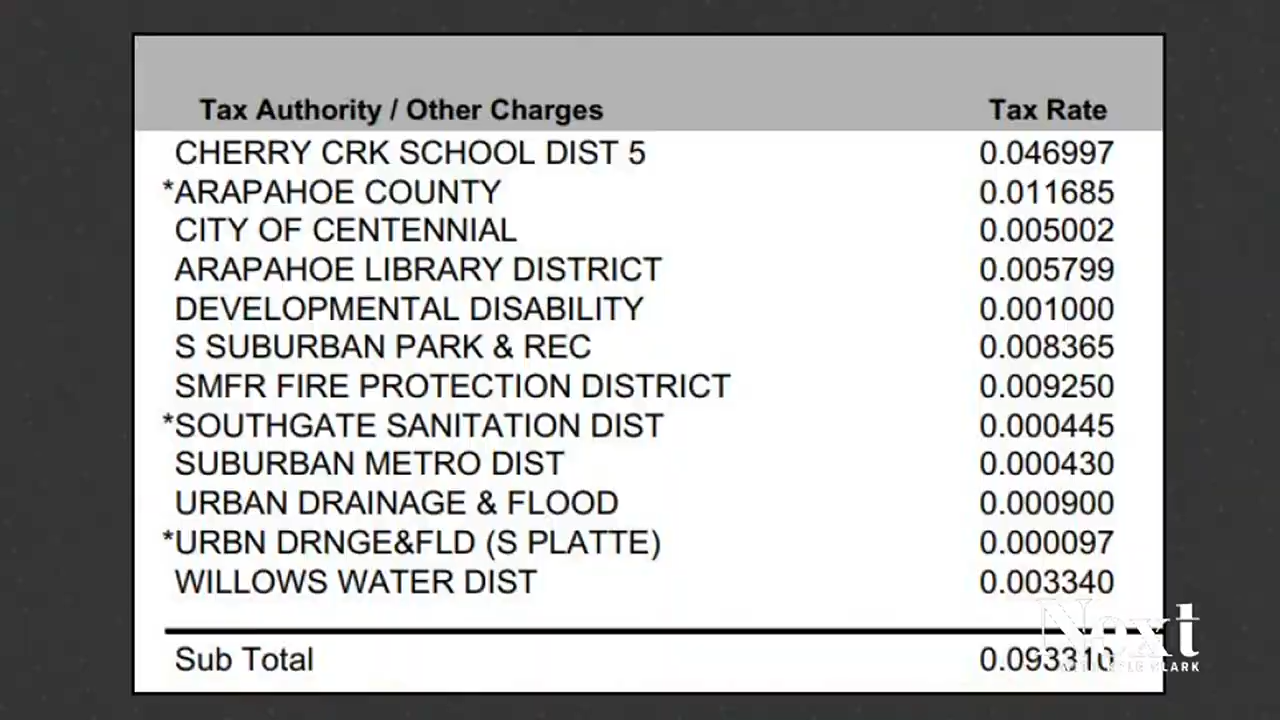 Tax Authority / Other Charges Tax Rate
CHERRY CRK SCHOOL DIST 5 0.046997
*ARAPAHOE COUNTY 0.011685
CITY OF CENTENNIAL 0.005002
ARAPAHOE LIBRARY DISTRICT 0.005799
DEVELOPMENTAL DISABILITY 0.001000
S SUBURBAN PARK & REC 0.008365
SMFR FIRE PROTECTION DISTRICT 0.009250
*SOUTHGATE SANITATION DIST 0.000445
SUBURBAN METRO DIST 0.000430
URBAN DRAINAGE & FLOOD 0.000900
*URBN DRNGE&FLD (S PLATTE) 0.000097
WILLOWS WATER DIST 0.003340
Sub Total 0.093310
Next
CLARK